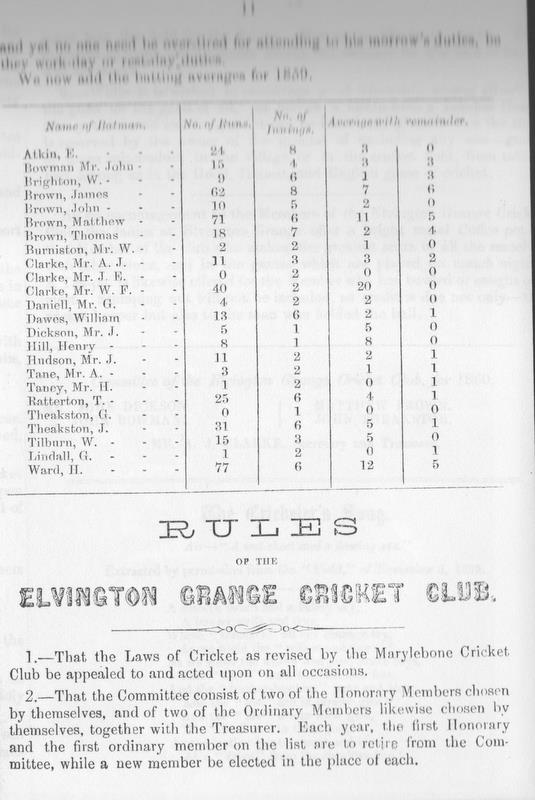 11
and yet no one need be over tired for attending to his morrow's duties, be
they work-day or rest-day duties.
We now add the batting averages for 1859.
Name of Batman. No. of Runs. No. of Innings. Average with remainder.
Atkin, E. - - - 24 8 3 0
Bowman Mr. John - - 15 4 3 3
Brighton, W. - - - 9 6 1 3
Brown, James - - 62 8 7 6
Brown, John - - - 10 5 2 0
Brown, Matthew - - 71 6 11 5
Brown, Thomas - - 18 7 2 4
Burniston, Mr. W. - - 2 2 1 0
Clarke, Mr. A. J. - - 11 3 3 2
Clarke, Mr. J. E. - - 0 2 0 0
Clarke, Mr. W. F. - - 40 2 20 0
Daniell, Mr. G. - - 4 2 2 0
Dawes, William - - 13 6 2 1
Dickson, Mr. J. - - 5 1 5 0
Hill, Henry - - 8 1 8 0
Hudson, Mr. J. - - 11 2 2 1
Tane, Mr. A. - - - 3 2 1 1
Tancy, Mr. H. - - 1 2 0 1
Ratterton, T. - - - 25 6 4 1
Theakston, G. - - 0 1 0 0
Theakston, J. - - 31 6 5 1
Tilburn, W. - - - 15 3 5 0
Lindall, G. - - - 1 2 0 1
Ward, H. - - - 77 6 12 5
RULES
OF THE
ELVINGTON GRANGE CRICKET CLUB.
1.—That the Laws of Cricket as revised by the Marylebone Cricket
Club be appealed to and acted upon on all occasions.
2.—That the Committee consist of two of the Honorary Members chosen
by themselves, and of two of the Ordinary Members likewise chosen by
themselves, together with the Treasurer. Each year, the first Honorary
and the first ordinary member on the list are to retire from the Com-
mittee, while a new member be elected in the place of each.